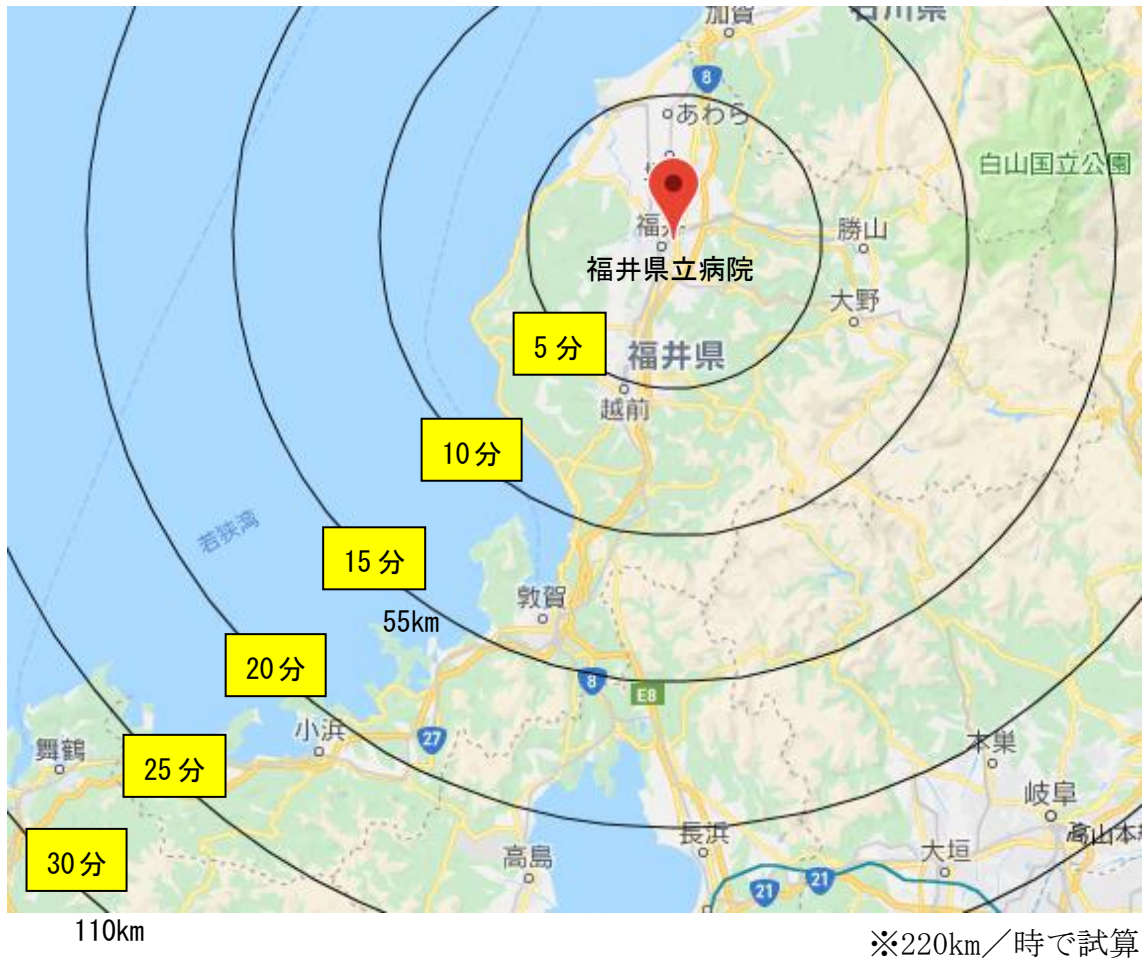 加賀
石川県
8
あわら
白山国立公園
福井
勝山
福井県立病院
大野
5分
福井県
越前
10分
若狭湾
15分
敦賀
55km
20分
8
E8
小浜
27
舞鶴
本巣
25分
岐阜
長浜
高山本線
大垣
30分
高島
21
21
110km
※220km/時で試算